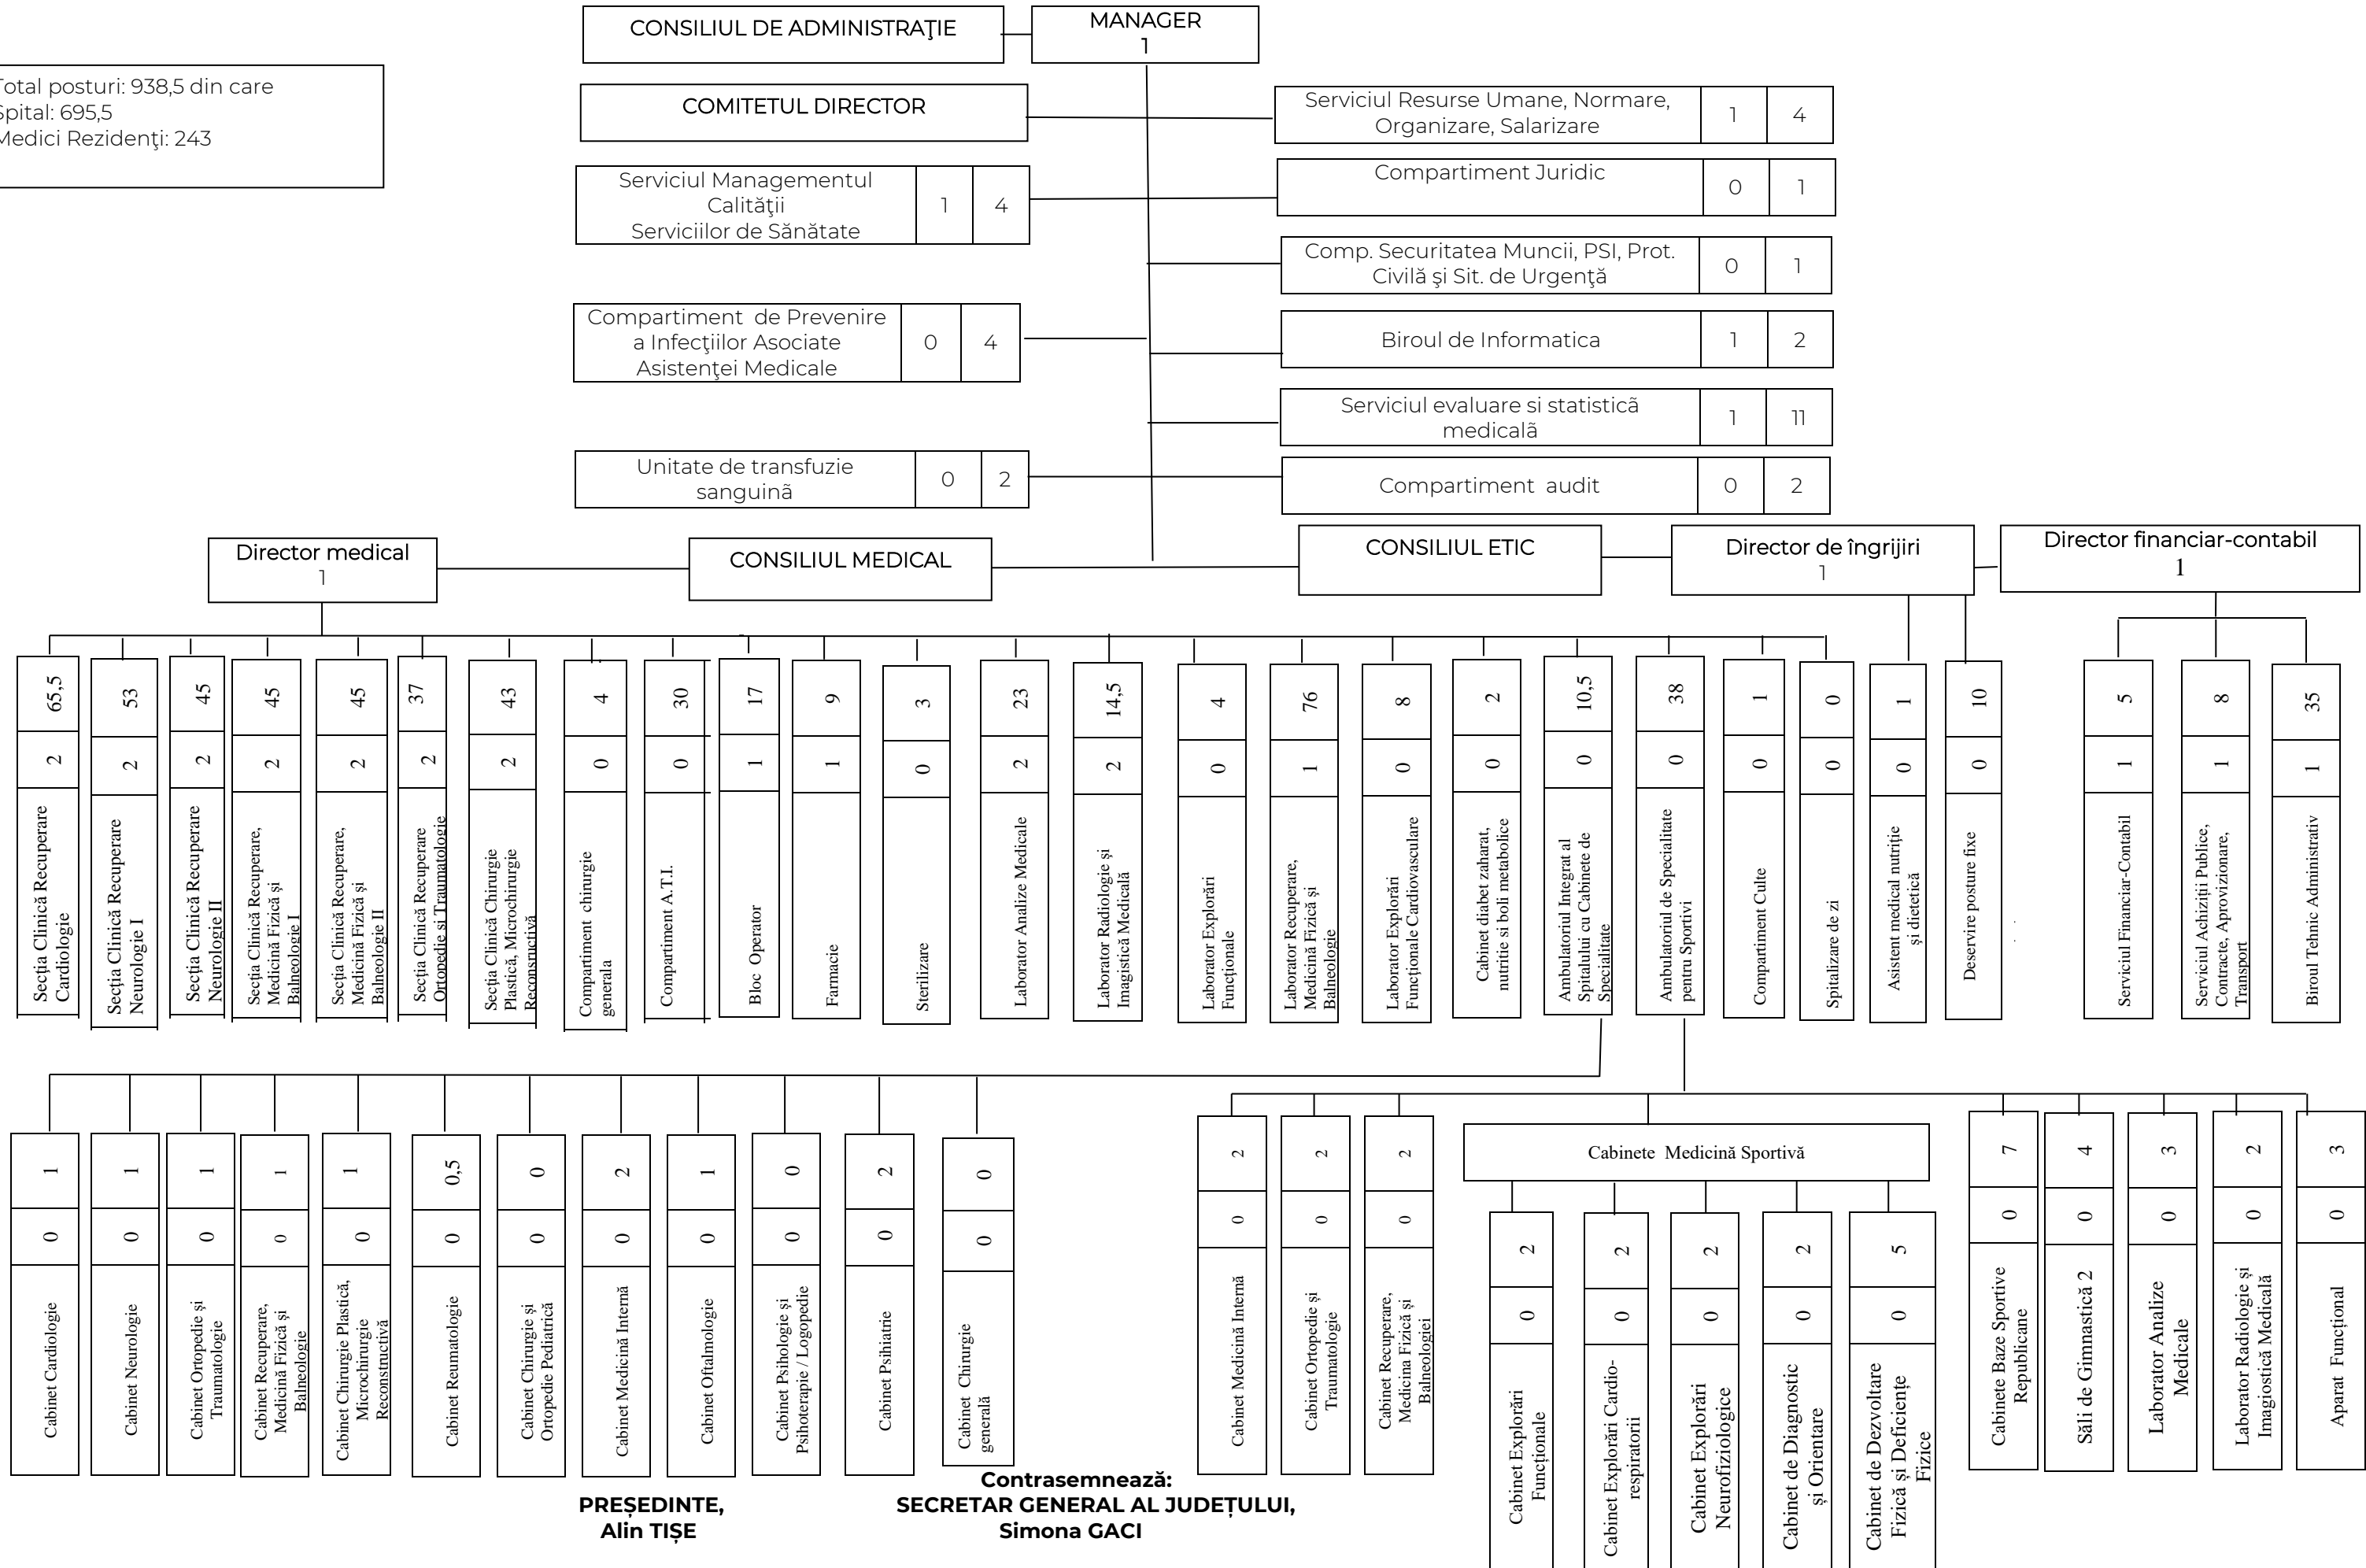 CONSILIUL DE ADMINISTRAŢIE
MANAGER
1
Total posturi: 938,5 din care
Spital: 695,5
Medici Rezidenţi: 243
COMITETUL DIRECTOR
Serviciul Resurse Umane, Normare,
Organizare, Salarizare
1
4
Serviciul Managementul
Calităţii
Serviciilor de Sănătate
1
4
Compartiment Juridic
0
1
Comp. Securitatea Muncii, PSI, Prot.
Civilă şi Sit. de Urgenţă
0
1
Compartiment de Prevenire
a Infecţiilor Asociate
Asistenţei Medicale
0
4
Biroul de Informatica
1
2
Serviciul evaluare si statisticã
medicalã
1
11
Unitate de transfuzie
sanguinã
0
2
Compartiment audit
0
2
Director medical
1
CONSILIUL MEDICAL
CONSILIUL ETIC
Director de îngrijiri
1
Director financiar-contabil
1
65,5
2
Secţia Clinică Recuperare
Cardiologie
53
2
Secţia Clinică Recuperare
Neurologie I
45
2
Secţia Clinică Recuperare
Neurologie II
45
2
Secţia Clinică Recuperare,
Medicină Fizică şi
Balneologie I
45
2
Secţia Clinică Recuperare,
Medicină Fizică şi
Balneologie II
37
2
Secţia Clinică Recuperare
Ortopedie si Traumatologie
43
2
Secţia Clinică Chirurgie
Plastică, Microchirurgie
Reconstructivă
4
0
Compartiment chirurgie
generala
30
0
Compartiment A.T.I.
17
1
Bloc Operator
9
1
Farmacie
3
0
Sterilizare
23
2
Laborator Analize Medicale
14,5
2
Laborator Radiologie şi
Imagistică Medicală
4
0
Laborator Explorări
Funcţionale
76
1
Laborator Recuperare,
Medicină Fizică şi
Balneologie
8
0
Laborator Explorări
Funcţionale Cardiovasculare
2
0
Cabinet diabet zaharat,
nutritie si boli metabolice
10,5
0
Ambulatoriul Integrat al
Spitalului cu Cabinete de
Specialitate
38
0
Ambulatoriul de Specialitate
pentru Sportivi
1
0
Compartiment Culte
0
0
Spitalizare de zi
1
0
Asistent medical nutriţie
şi dietetică
10
0
Deservire posture fixe
5
1
Serviciul Financiar-Contabil
8
1
Serviciul Achiziţii Publice,
Contracte, Aprovizionare,
Transport
35
1
Biroul Tehnic Administrativ
1
0
Cabinet Cardiologie
1
0
Cabinet Neurologie
1
0
Cabinet Ortopedie şi
Traumatologie
1
0
Cabinet Recuperare,
Medicină Fizică şi
Balneologie
1
0
Cabinet Chirurgie Plastică,
Microchirurgie
Reconstructivă
0,5
0
Cabinet Reumatologie
0
0
Cabinet Chirurgie şi
Ortopedie Pediatrică
2
0
Cabinet Medicină Internă
1
0
Cabinet Oftalmologie
0
0
Cabinet Psihologie şi
Psihoterapie / Logopedie
2
0
Cabinet Psihiatrie
0
0
Cabinet Chirurgie
generală
2
0
Cabinet Medicină Internă
2
0
Cabinet Ortopedie și
Traumatologie
2
0
Cabinet Recuperare,
Medicina Fizică și
Balneologiei
Cabinete Medicină Sportivă
2
0
Cabinet Explorări
Funcționale
2
0
Cabinet Explorări Cardio-
respiratorii
2
0
Cabinet Explorări
Neurofiziologice
2
0
Cabinet de Diagnostic
și Orientare
5
0
Cabinet de Dezvoltare
Fizică și Deficiențe
Fizice
7
0
Cabinete Baze Sportive
Republicane
4
0
Săli de Gimnastică 2
3
0
Laborator Analize
Medicale
2
0
Laborator Radiologie și
Imagiostică Medicală
3
0
Aparat Funcțional
PREȘEDINTE,
Alin TIȘE
Contrasemnează:
SECRETAR GENERAL AL JUDEȚULUI,
Simona GACI